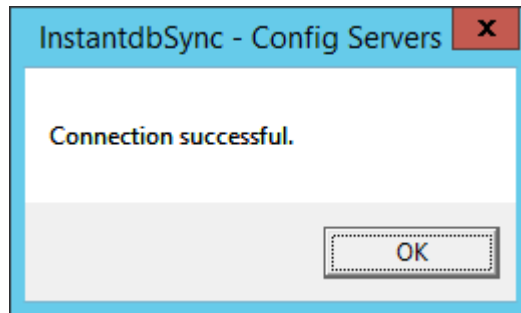 InstantdbSync - Config Servers x
Connection successful.
OK